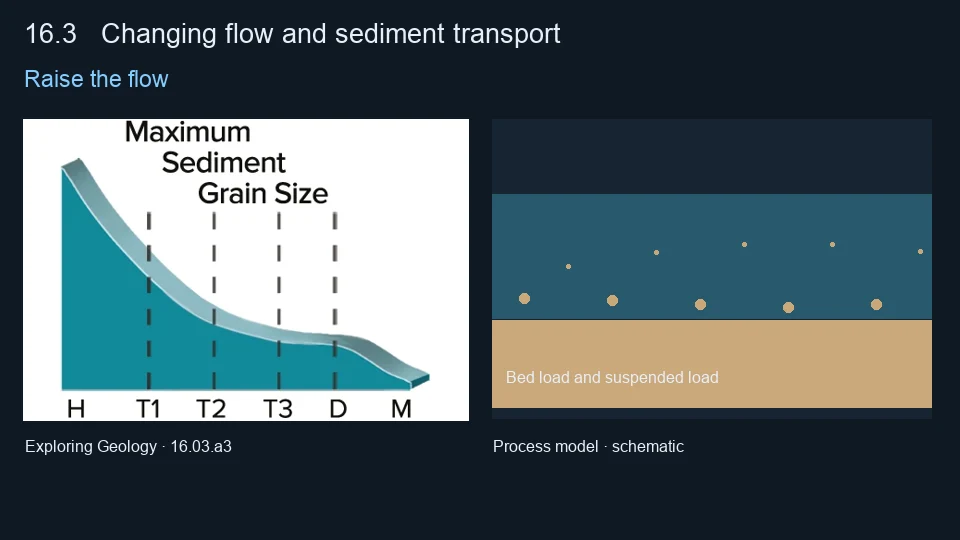 16.3 Changing flow and sediment transport
Raise the flow
Maximum
Sediment
Grain Size
H T1 T2 T3 D M
Exploring Geology · 16.03.a3
Bed load and suspended load
Process model · schematic